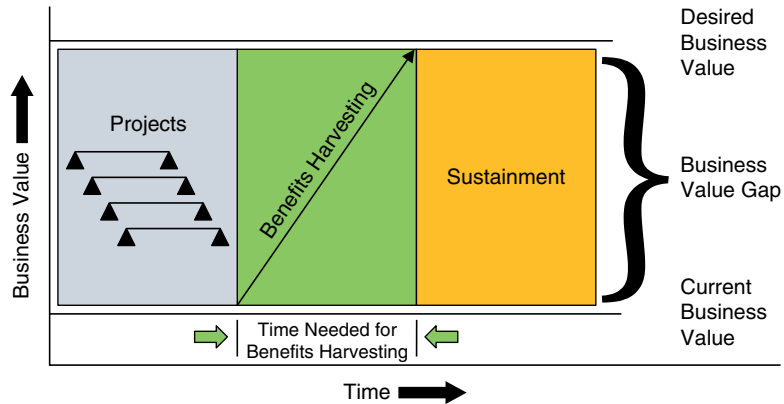 Desired
Business
Value
Business Value
Projects
Benefits Harvesting
Sustainment
Business
Value Gap
Current
Business
Value
Time Needed for
Benefits Harvesting
Time